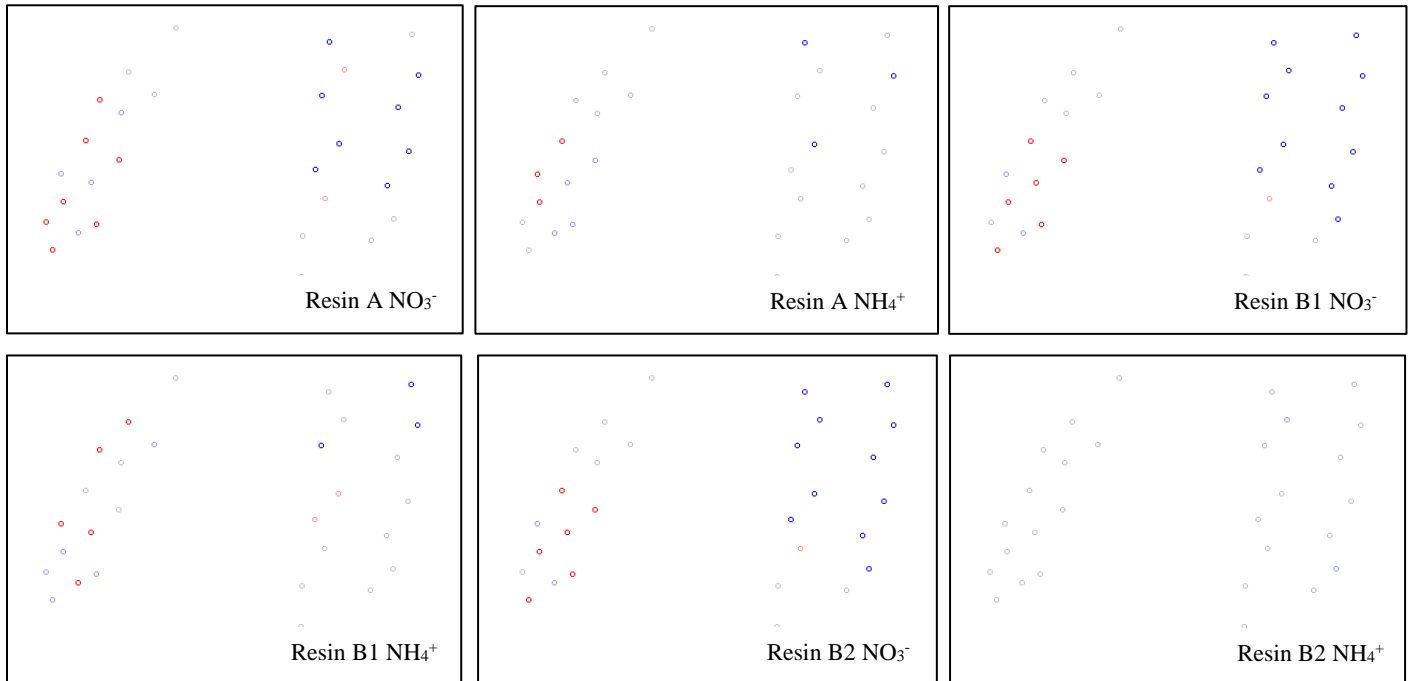 Resin A NO₃⁻
Resin A NH₄⁺
Resin B1 NO₃⁻
Resin B1 NH₄⁺
Resin B2 NO₃⁻
Resin B2 NH₄⁺